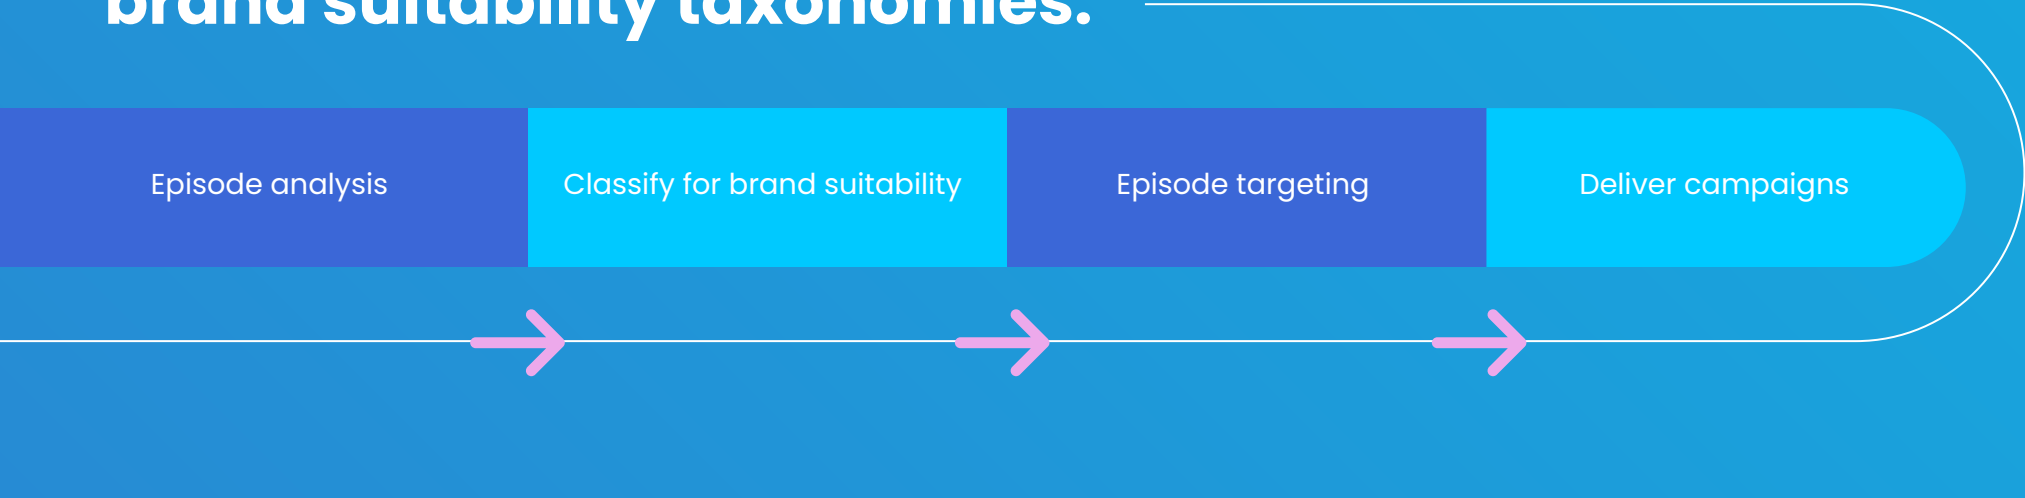 brand suitability taxonomies.
Episode analysis
Classify for brand suitability
Episode targeting
Deliver campaigns